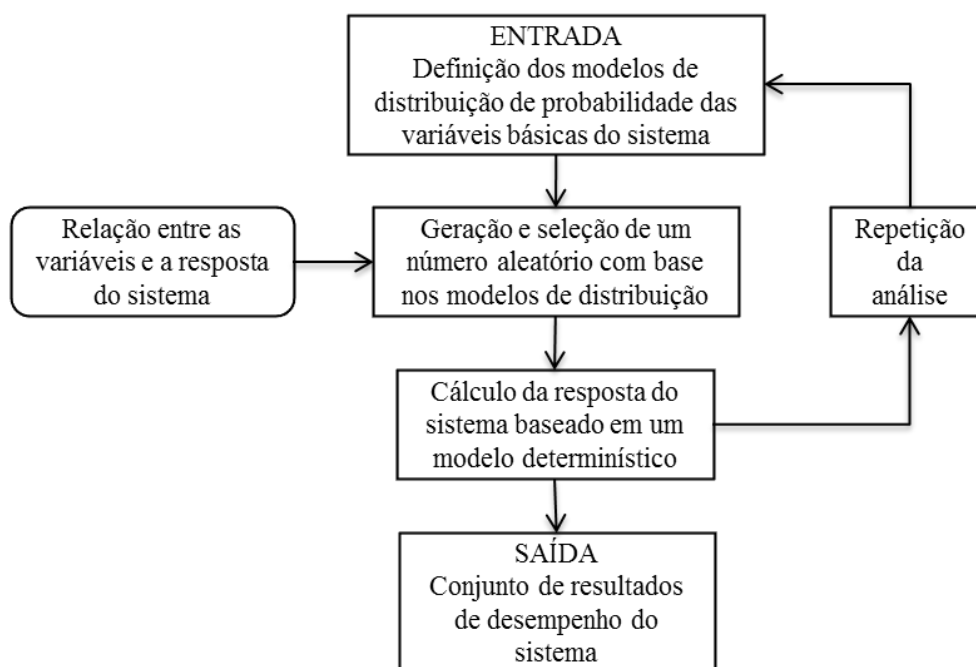 ENTRADA
Definição dos modelos de
distribuição de probabilidade das
variáveis básicas do sistema
Relação entre as
variáveis e a resposta
do sistema
Geração e seleção de um
número aleatório com base
nos modelos de distribuição
Repetição
da
análise
Cálculo da resposta do
sistema baseado em um
modelo determinístico
SAÍDA
Conjunto de resultados
de desempenho do
sistema